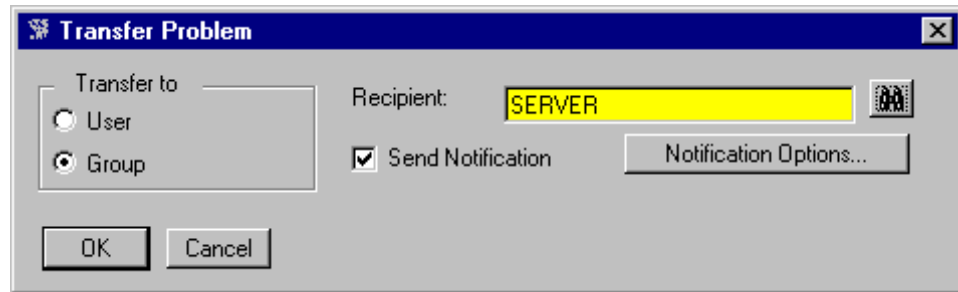 Transfer Problem
Transfer to
User
Group
Recipient:
SERVER
Send Notification
Notification Options...
OK
Cancel